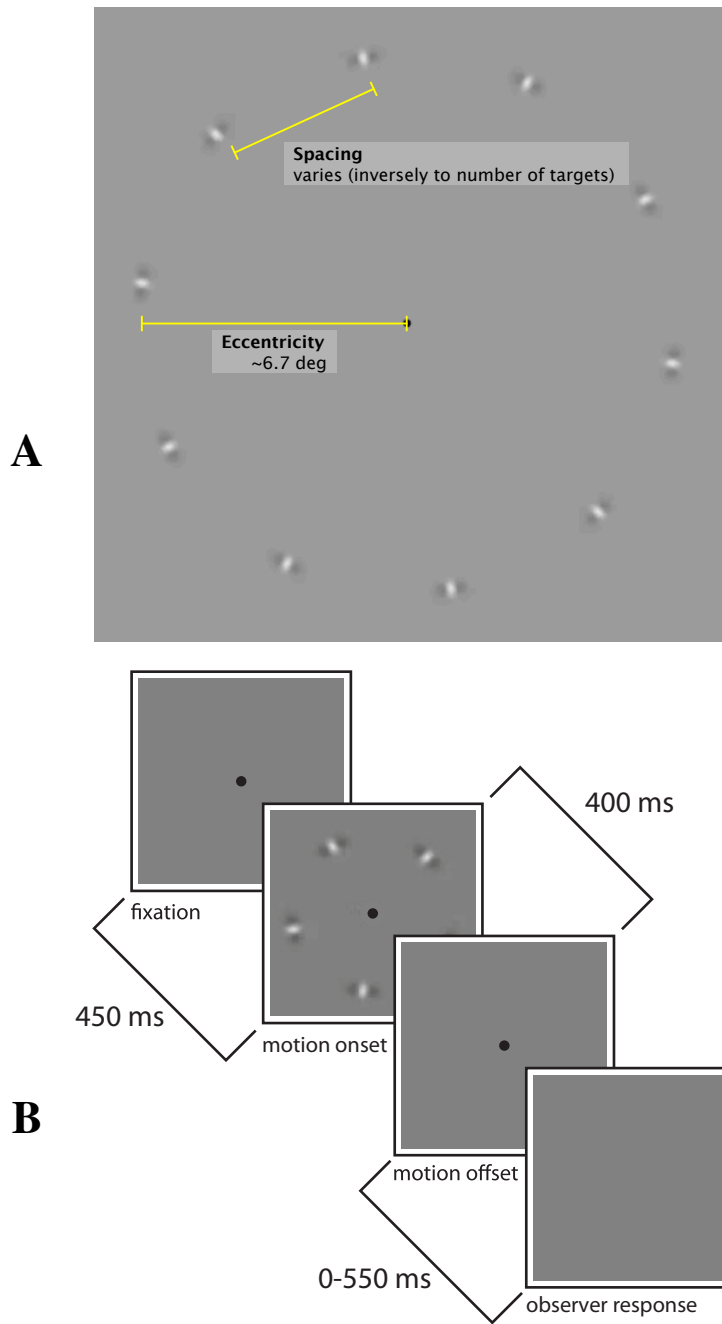 Spacing
varies (inversely to number of targets)
Eccentricity
~6.7 deg
A
400 ms
fixation
450 ms
motion onset
B
motion offset
0-550 ms
observer response